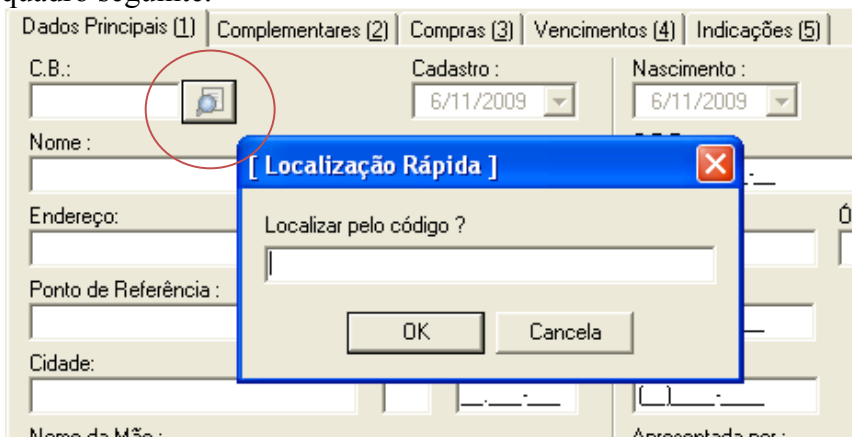 quadro seguinte.
Dados Principais (1) Complementares (2) Compras (3) Vencimentos (4) Indicações (5)
C.B.: Cadastro : Nascimento :
6/11/2009 6/11/2009
Nome :
[ Localização Rápida ]
Endereço:
Localizar pelo código ?
Ponto de Referência :
OK Cancela
Cidade:
Nome da Mãe : Apresentada por :